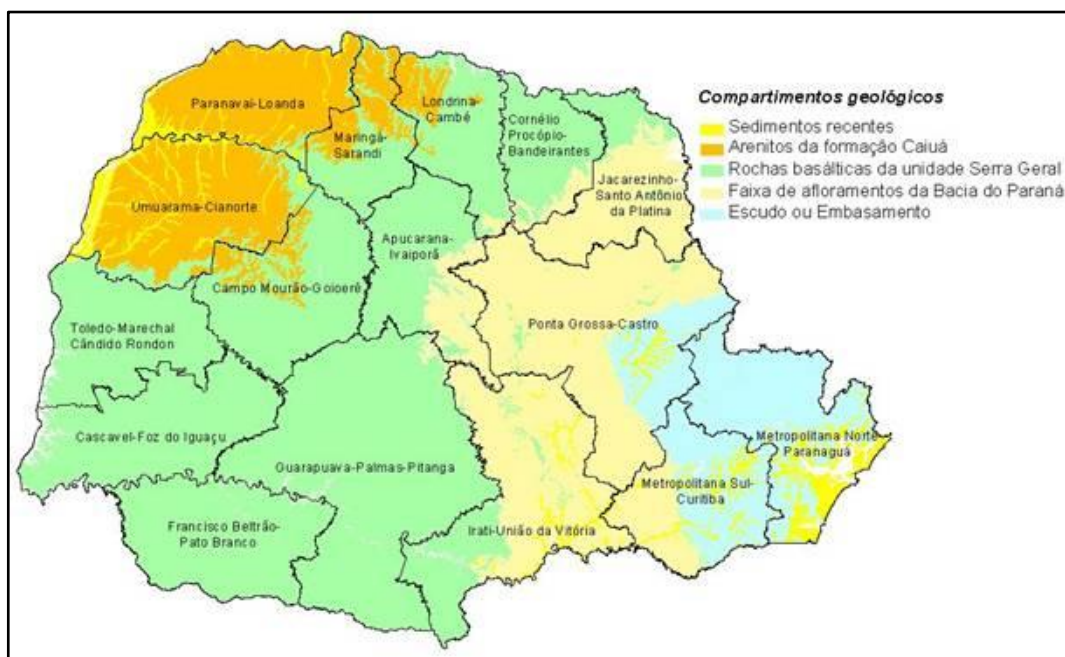 Compartimentos geológicos
Sedimentos recentes
Arenitos da formação Caiuá
Rochas basálticas da unidade Serra Geral
Faixa de afloramentos da Bacia do Paraná
Escudo ou Embasamento
Paranavaí-Loanda
Londrina-
Cambé
Maringá-
Sarandi
Cornélio
Procópio-
Bandeirantes
Jacarezinho-
Santo Antônio
da Platina
Umuarama-Cianorte
Apucarana-
Ivaiporã
Campo Mourão-Goioerê
Ponta Grossa-Castro
Toledo-Marechal
Cândido Rondon
Cascavel-Foz do Iguaçu
Guarapuava-Palmas-Pitanga
Metropolitana Norte
Paranaguá
Metropolitana Sul-
Curitiba
Francisco Beltrão-
Pato Branco
Irati-União da Vitória